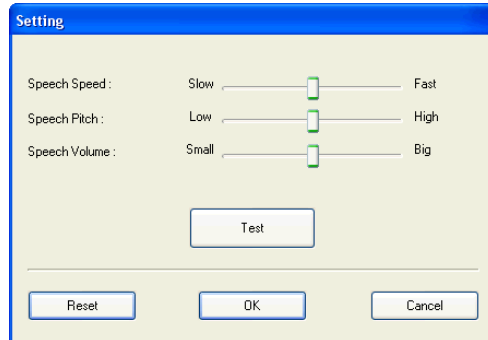 Setting
Speech Speed : Slow Fast
Speech Pitch : Low High
Speech Volume : Small Big
Test
Reset OK Cancel